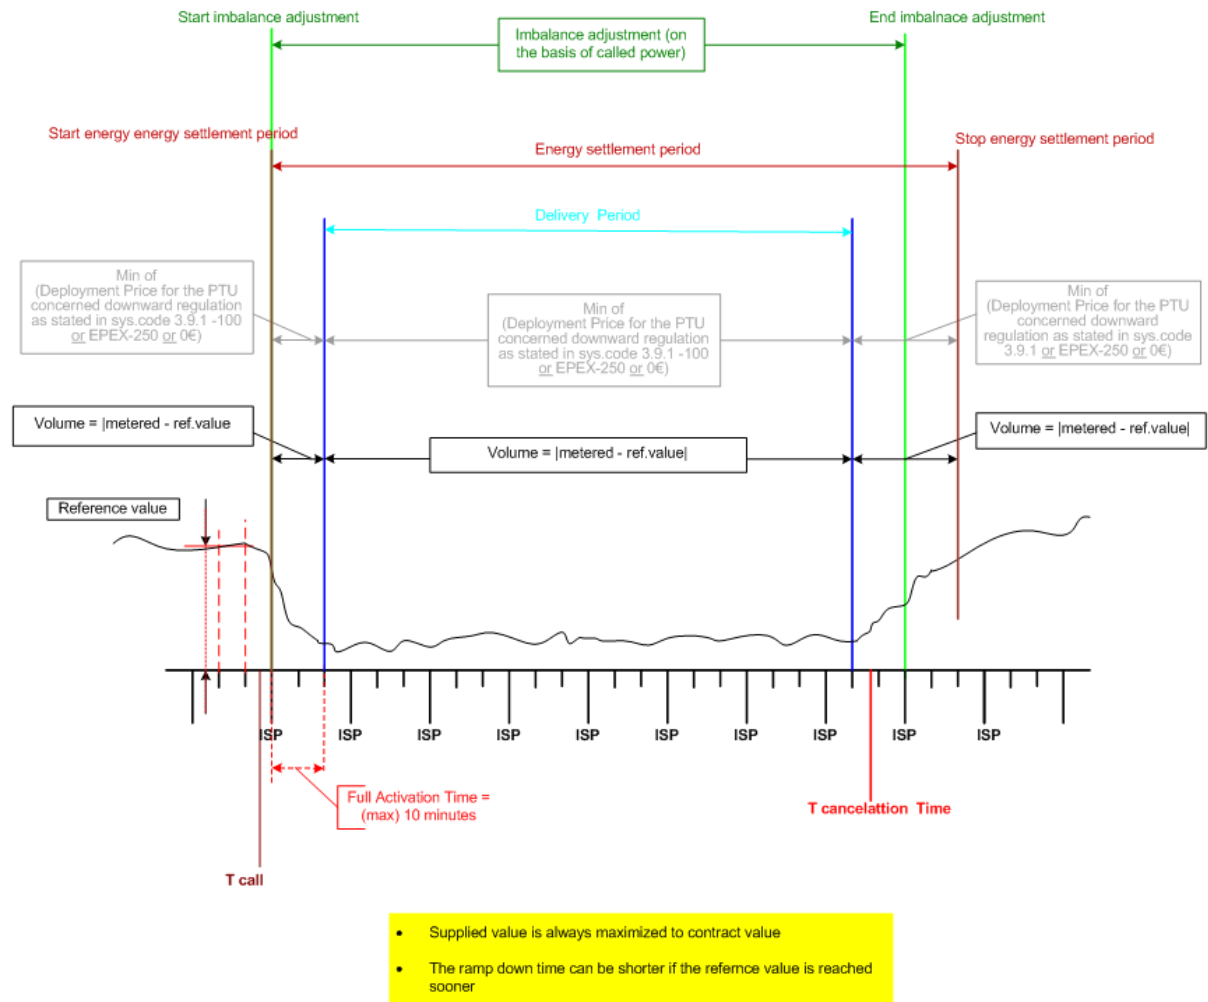 Start imbalance adjustment
End imbalnace adjustment
Imbalance adjustment (on
the basis of called power)
Start energy energy settlement period
Energy settlement period
Stop energy settlement period
Delivery Period
Min of
(Deployment Price for the PTU
concerned downward regulation
as stated in sys.code 3.9.1 -100
or EPEX-250 or 0€)
Min of
(Deployment Price for the PTU
concerned downward regulation
as stated in sys.code 3.9.1 -100
or EPEX-250 or 0€)
Min of
(Deployment Price for the PTU
concerned downward
regulation as stated in sys.code
3.9.1 or EPEX-250 or 0€)
Volume = |metered - ref.value
Volume = |metered - ref.value|
Volume = |metered - ref.value|
Reference value
ISP
ISP
ISP
ISP
ISP
ISP
ISP
ISP
ISP
ISP
Full Activation Time =
(max) 10 minutes
T cancelattion Time
T call
• Supplied value is always maximized to contract value
• The ramp down time can be shorter if the refernce value is reached
sooner